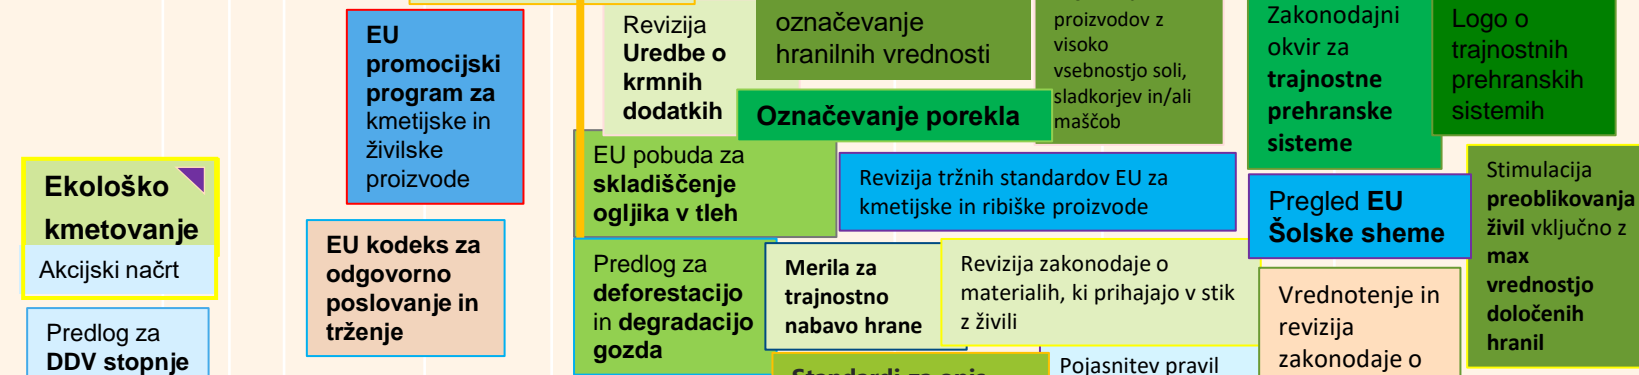 Ekološko
kmetovanje
Akcijski načrt
Predlog za
DDV stopnje
EU
promocijski
program za
kmetijske in
živilske
proizvode
EU kodeks za
odgovorno
poslovanje in
trženje
Revizija
Uredbe o
krmnih
dodatkih
označevanje
hranilnih vrednosti
proizvodov z
visoko
vsebnostjo soli,
sladkorjev in/ali
maščob
Označevanje porekla
EU pobuda za
skladiščenje
ogljika v tleh
Revizija tržnih standardov EU za
kmetijske in ribiške proizvode
Predlog za
deforestacijo
in degradacijo
gozda
Merila za
trajnostno
nabavo hrane
Revizija zakonodaje o
materialih, ki prihajajo v stik
z živili
Pojasnitev pravil
Zakonodajni
okvir za
trajnostne
prehranske
sisteme
Logo o
trajnostnih
prehranskih
sistemih
Pregled EU
Šolske sheme
Vrednotenje in
revizija
zakonodaje o
Stimulacija
preoblikovanja
živil vključno z
max
vrednostjo
določenih
hranil